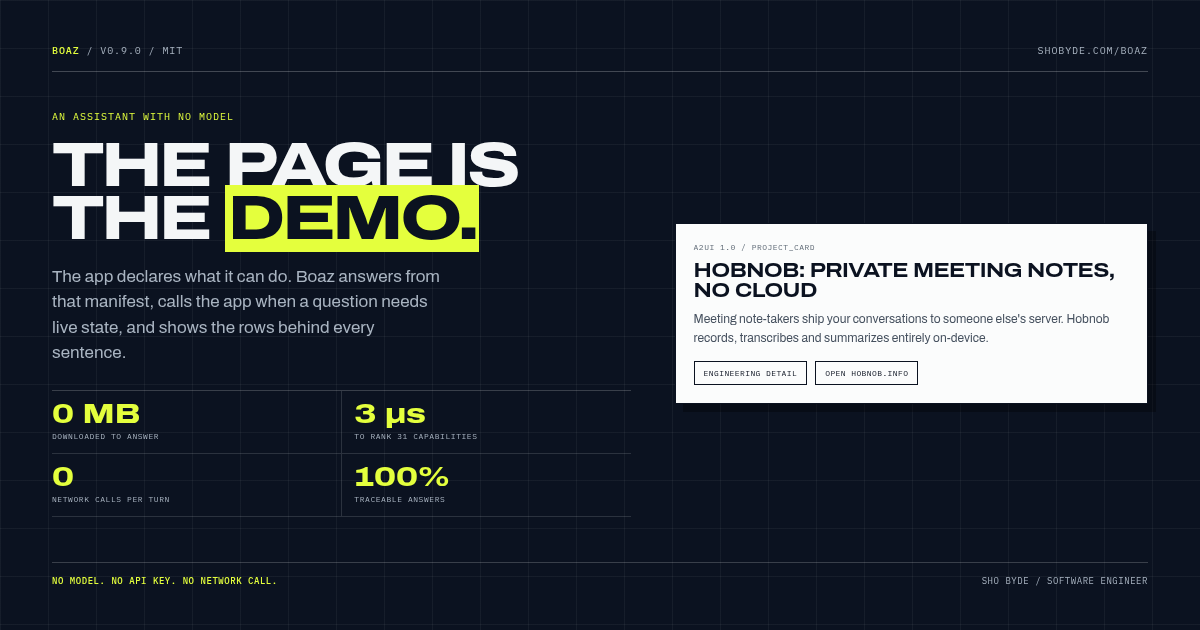 BOAZ / V0.9.0 / MIT
SHOBYDE.COM/BOAZ
AN ASSISTANT WITH NO MODEL
THE PAGE IS
THE DEMO.
The app declares what it can do. Boaz answers from
that manifest, calls the app when a question needs
live state, and shows the rows behind every
sentence.
0 MB
DOWNLOADED TO ANSWER
3 µs
TO RANK 31 CAPABILITIES
0
NETWORK CALLS PER TURN
100%
TRACEABLE ANSWERS
A2UI 1.0 / PROJECT_CARD
HOBNOB: PRIVATE MEETING NOTES,
NO CLOUD
Meeting note-takers ship your conversations to someone else's server. Hobnob
records, transcribes and summarizes entirely on-device.
ENGINEERING DETAIL
OPEN HOBNOB.INFO
NO MODEL. NO API KEY. NO NETWORK CALL.
SHO BYDE / SOFTWARE ENGINEER